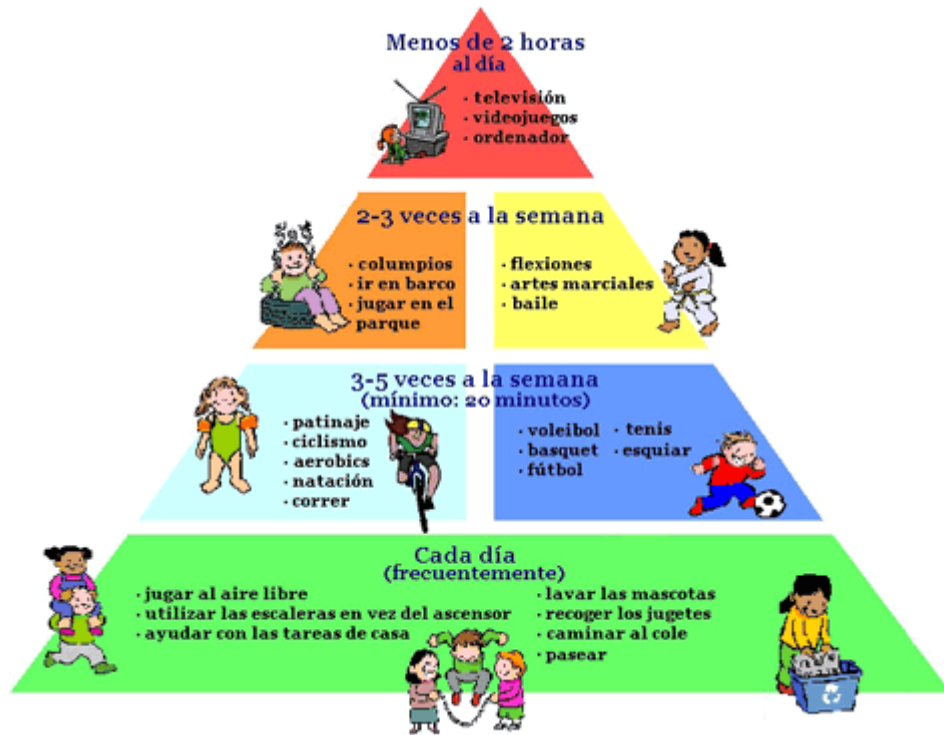 Menos de 2 horas
al día
· televisión
· videojuegos
· ordenador
2-3 veces a la semana
· columpios
· ir en barco
· jugar en el
parque
· flexiones
· artes marciales
· baile
3-5 veces a la semana
(mínimo: 20 minutos)
· patinaje
· ciclismo
· aerobics
· natación
· correr
· voleibol
· basquet
· fútbol
· tenis
· esquiar
Cada día
(frecuentemente)
· jugar al aire libre
· utilizar las escaleras en vez del ascensor
· ayudar con las tareas de casa
· lavar las mascotas
· recoger los jugetes
· caminar al cole
· pasear